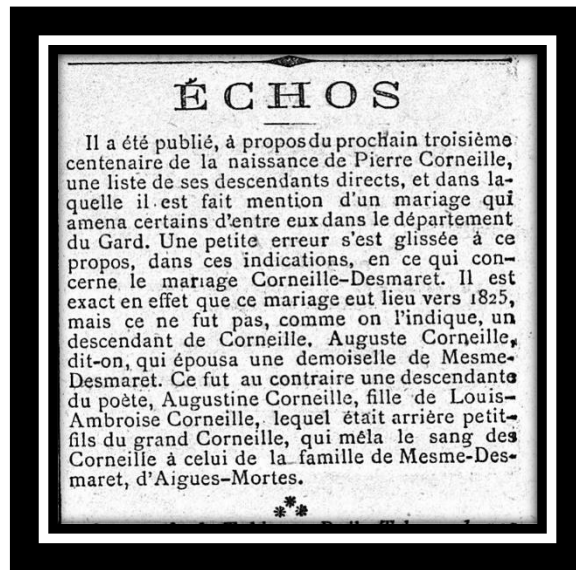 ÉCHOS
Il a été publié, à propos du prochain troisième
centenaire de la naissance de Pierre Corneille,
une liste de ses descendants directs, et dans la-
quelle il est fait mention d'un mariage qui
amena certains d'entre eux dans le département
du Gard. Une petite erreur s'est glissée à ce
propos, dans ces indications, en ce qui con-
cerne le mariage Corneille-Desmaret. Il est
exact en effet que ce mariage eut lieu vers 1825,
mais ce ne fut pas, comme on l'indique, un
descendant de Corneille. Auguste Corneille,
dit-on, qui épousa une demoiselle de Mesme-
Desmaret. Ce fut au contraire une descendante
du poète, Augustine Corneille, fille de Louis-
Ambroise Corneille, lequel était arrière petit-
fils du grand Corneille, qui mêla le sang des
Corneille à celui de la famille de Mesme-Des-
maret, d'Aigues-Mortes.